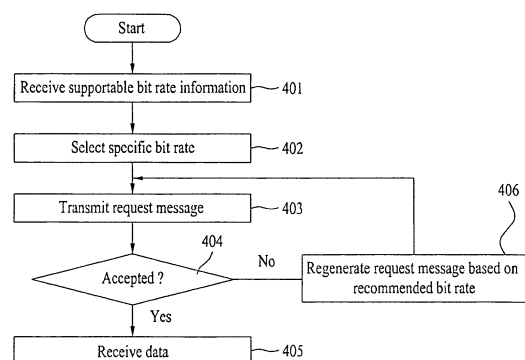 Start
Receive supportable bit rate information
401
Select specific bit rate
402
Transmit request message
403
406
404
Accepted ?
No
Regenerate request message based on
recommended bit rate
Yes
Receive data
405